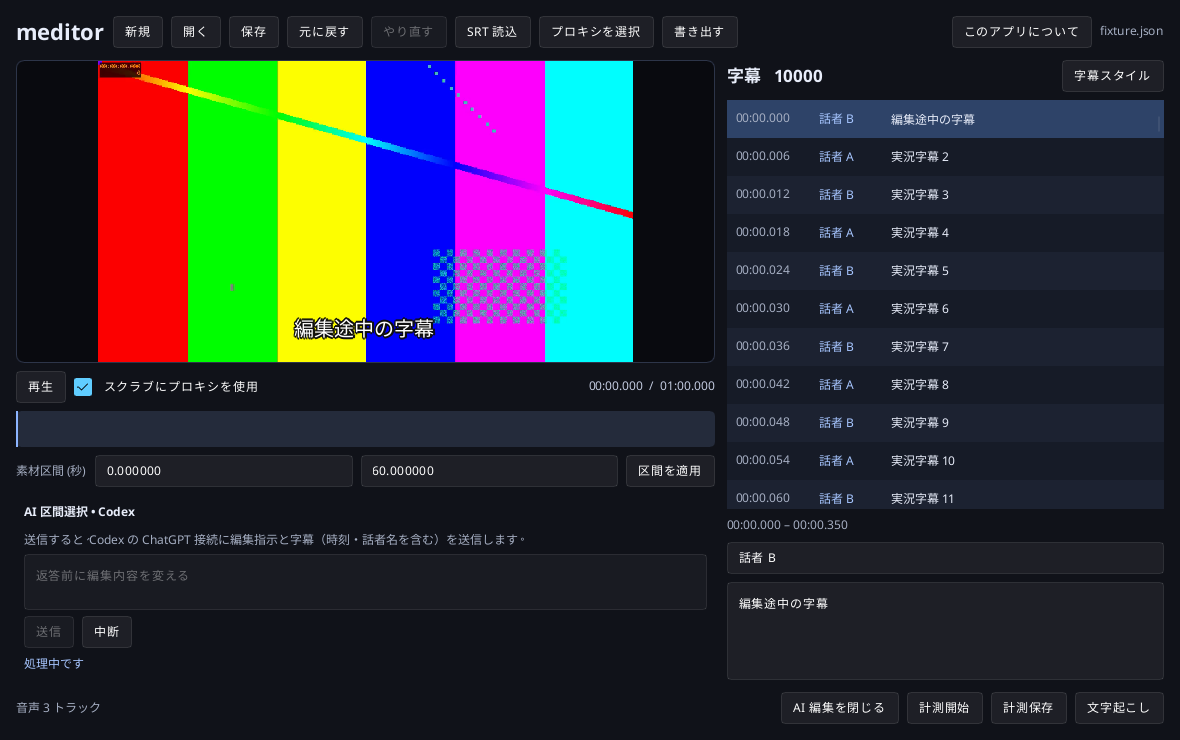 meditor 新規 開く 保存 元に戻す やり直す SRT 読込 プロキシを選択 書き出す このアプリについて fixture.json
編集途中の字幕
再生 スクラブにプロキシを使用 00:00.000 / 01:00.000
素材区間 (秒) 0.000000 60.000000 区間を適用
AI 区間選択 • Codex
送信すると、Codex の ChatGPT 接続に編集指示と字幕（時刻・話者名を含む）を送信します。
返答前に編集内容を変える
送信 中断
処理中です
音声 3 トラック
字幕 10000 字幕スタイル
00:00.000 話者 B 編集途中の字幕
00:00.006 話者 A 実況字幕 2
00:00.012 話者 B 実況字幕 3
00:00.018 話者 A 実況字幕 4
00:00.024 話者 B 実況字幕 5
00:00.030 話者 A 実況字幕 6
00:00.036 話者 B 実況字幕 7
00:00.042 話者 A 実況字幕 8
00:00.048 話者 B 実況字幕 9
00:00.054 話者 A 実況字幕 10
00:00.060 話者 B 実況字幕 11
00:00.000 – 00:00.350
話者 B
編集途中の字幕
AI 編集を閉じる 計測開始 計測保存 文字起こし